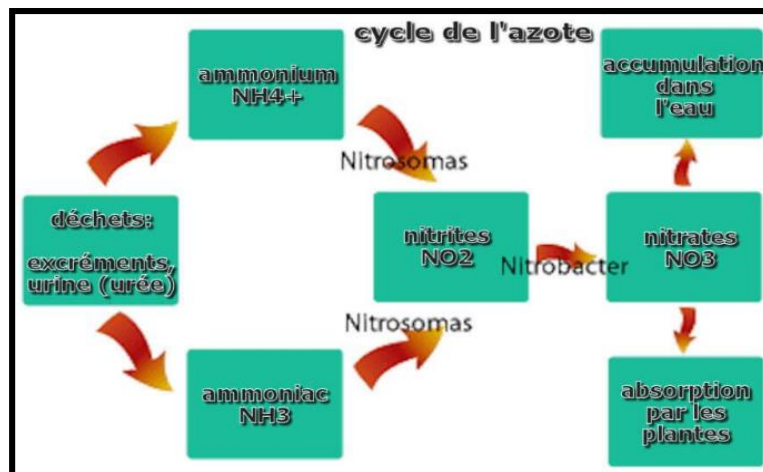 cycle de l'azote
ammonium
NH4+
accumulation
dans
l'eau
Nitrosomas
déchets:
excréments,
urine (urée)
nitrites
NO2
Nitrobacter
nitrates
NO3
Nitrosomas
ammoniac
NH3
absorption
par les
plantes